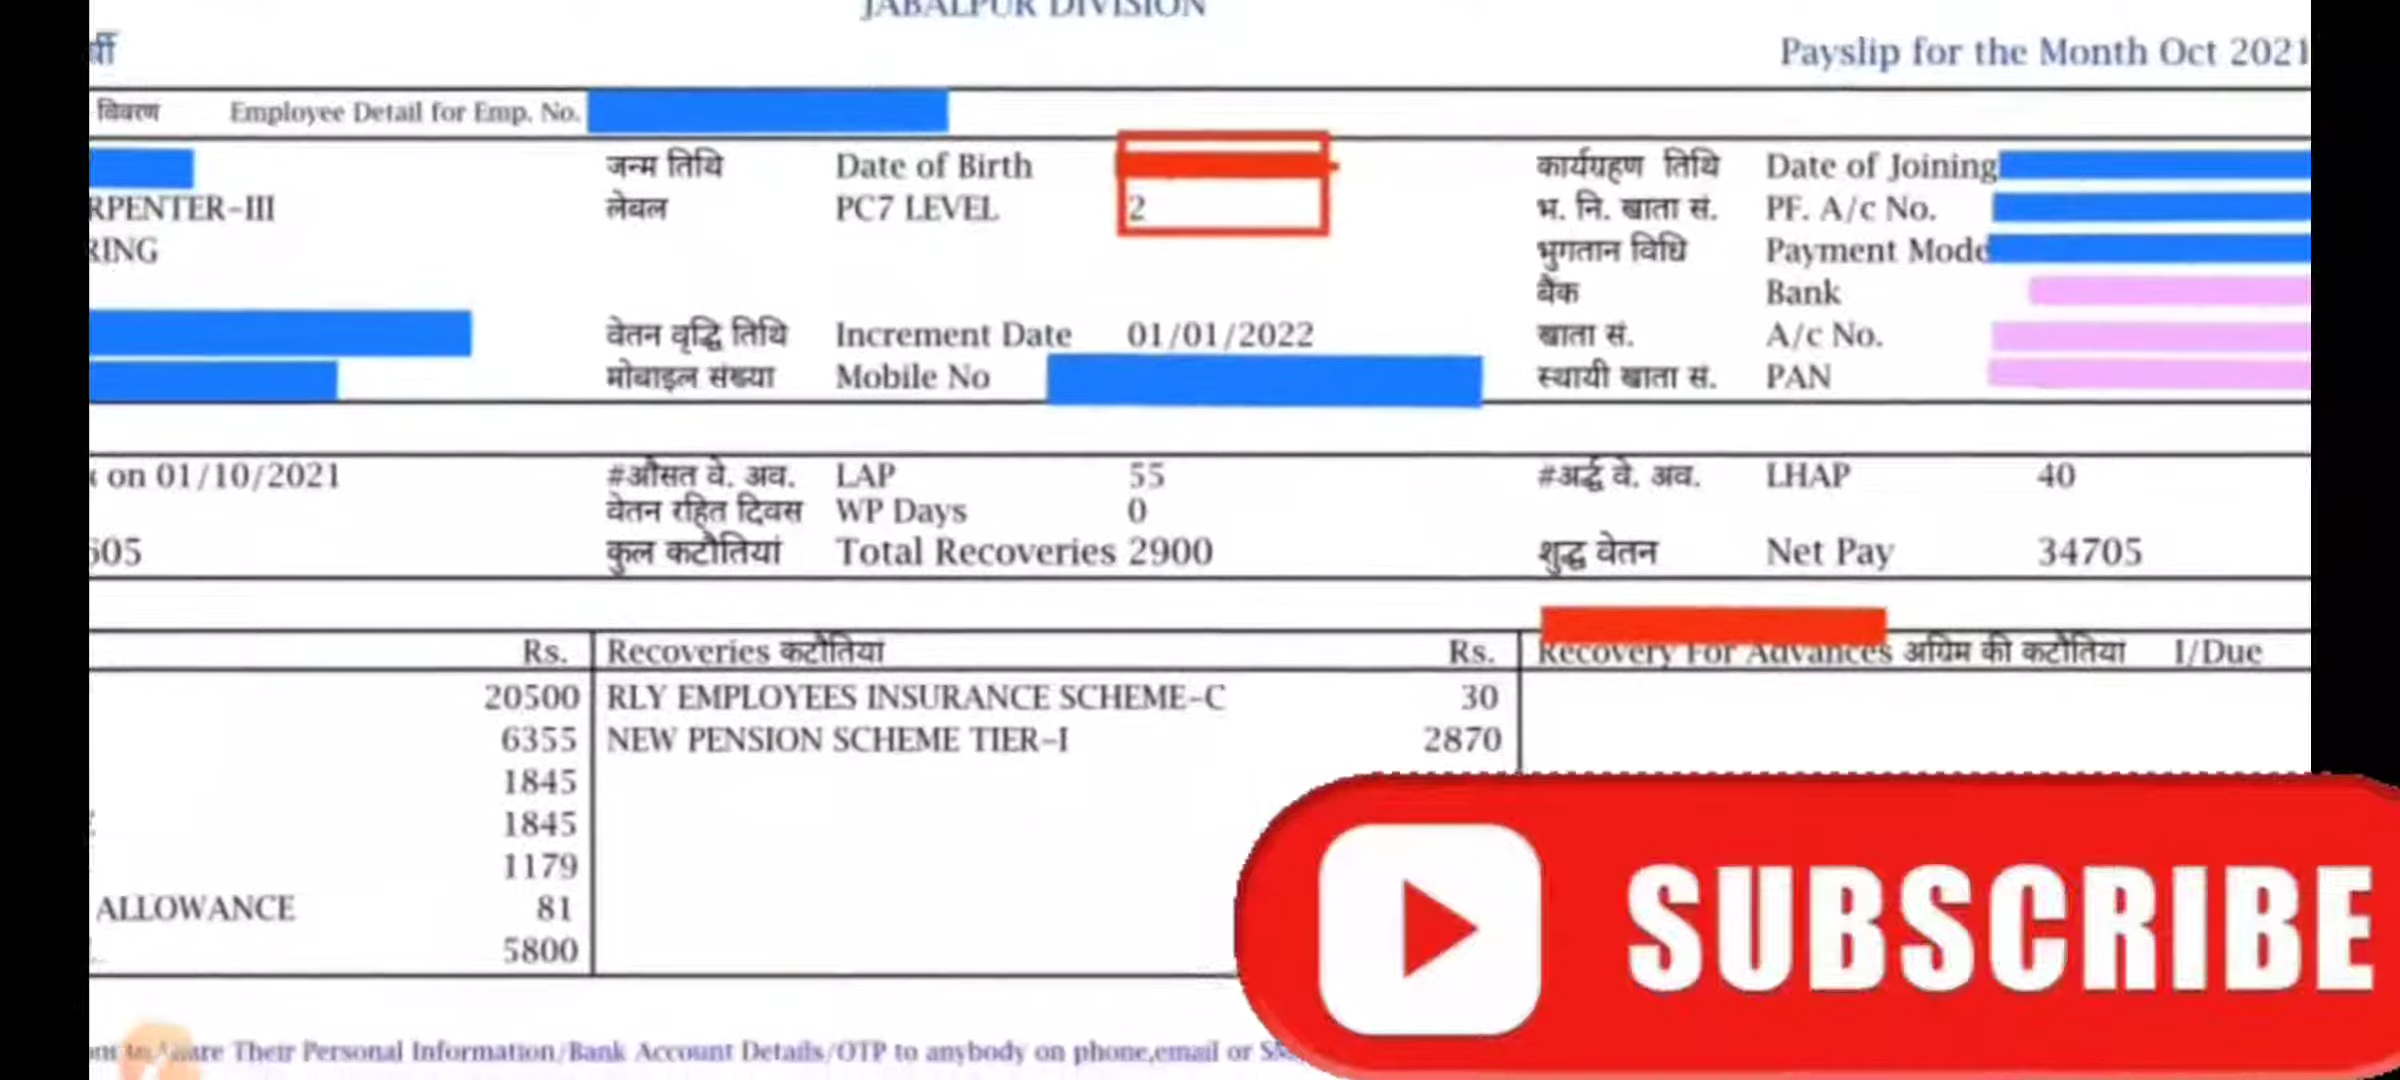 JABALPUR DIVISION
Payslip for the Month Oct 2021
विवरण Employee Detail for Emp. No.
जन्म तिथि Date of Birth कार्यग्रहण तिथि Date of Joining
RPENTER-III लेवल PC7 LEVEL 2 भ. नि. खाता सं. PF. A/c No.
RING भुगतान विधि Payment Mode
बैंक Bank
वेतन वृद्धि तिथि Increment Date 01/01/2022 खाता सं. A/c No.
मोबाइल संख्या Mobile No स्थायी खाता सं. PAN
on 01/10/2021 #औसत वे. अव. LAP 55 #अर्द्ध वे. अव. LHAP 40
वेतन रहित दिवस WP Days 0
605 कुल कटौतियां Total Recoveries 2900 शुद्ध वेतन Net Pay 34705
Rs. Recoveries कटौतियां Rs. Recovery For Advances अग्रिम की कटौतियां I/Due
20500 RLY EMPLOYEES INSURANCE SCHEME-C 30
6355 NEW PENSION SCHEME TIER-I 2870
1845
1845
1179
ALLOWANCE 81
5800
SUBSCRIBE
Their Personal Information/Bank Account Details/OTP to anybody on phone,email or